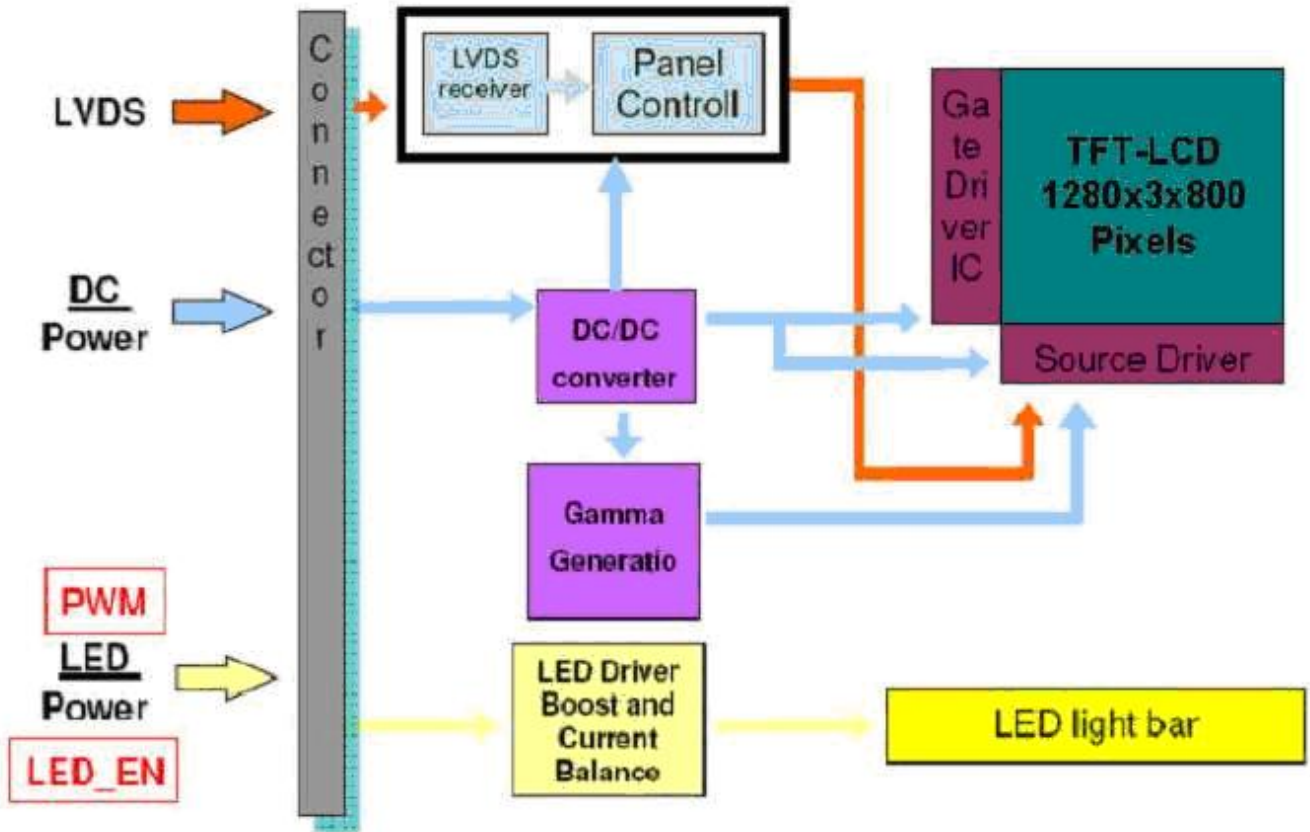 LVDS
DC
Power
PWM
LED
Power
LED_EN
C
o
n
n
e
ct
o
r
LVDS
receiver
Panel
Controll
DC/DC
converter
Gamma
Generatio
LED Driver
Boost and
Current
Balance
Ga
te
Dri
ver
IC
TFT-LCD
1280x3x800
Pixels
Source Driver
LED light bar